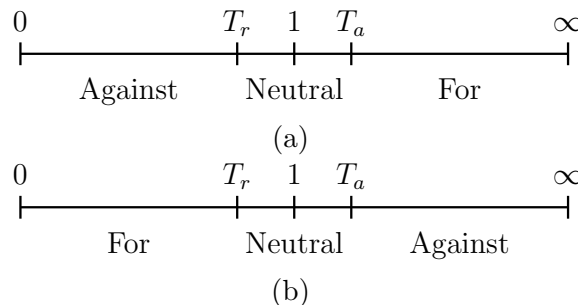 0 T_r 1 T_a ∞
Against Neutral For
(a)
0 T_r 1 T_a ∞
For Neutral Against
(b)